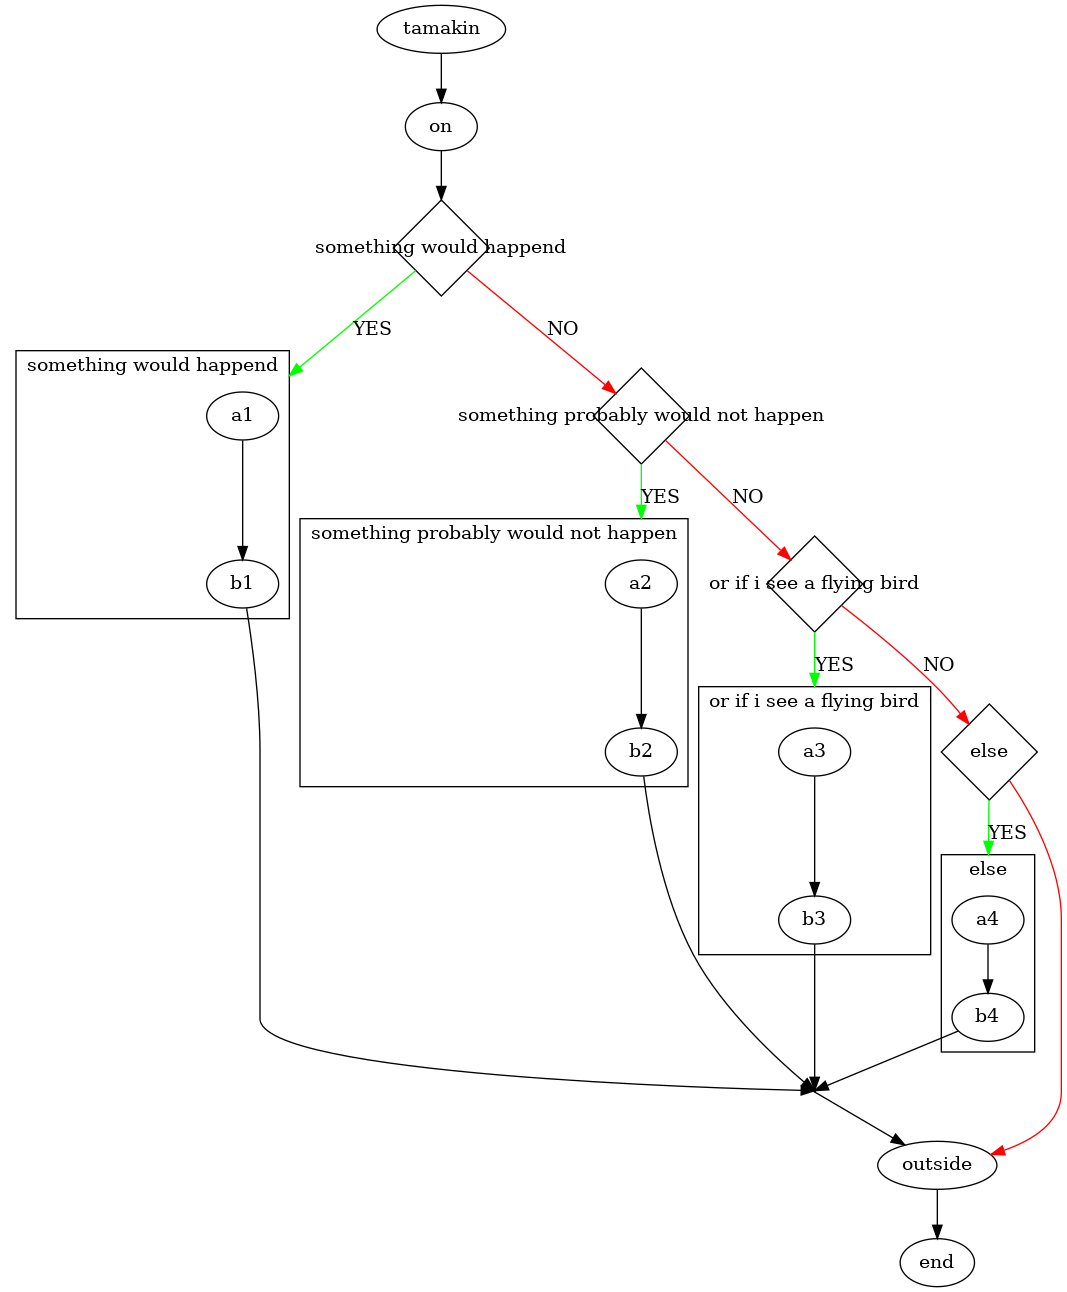 tamakin
on
something would happend
YES
NO
something would happend
a1
b1
something probably would not happen
YES
NO
something probably would not happen
a2
b2
or if i see a flying bird
YES
NO
or if i see a flying bird
a3
b3
else
YES
else
a4
b4
outside
end